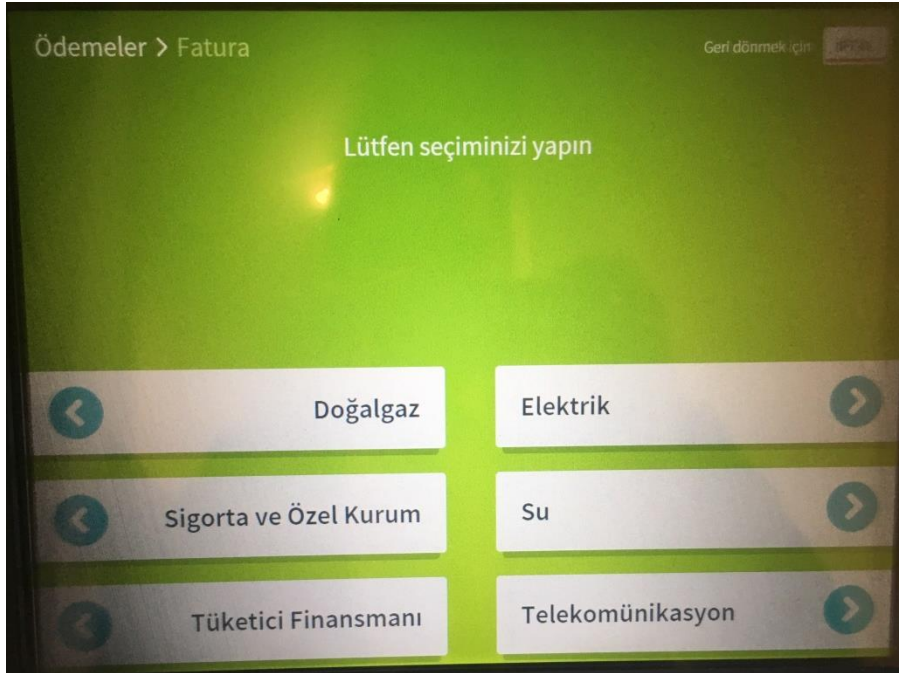 Ödemeler > Fatura
Geri dönmek için
Lütfen seçiminizi yapın
Doğalgaz
Elektrik
Sigorta ve Özel Kurum
Su
Tüketici Finansmanı
Telekomünikasyon